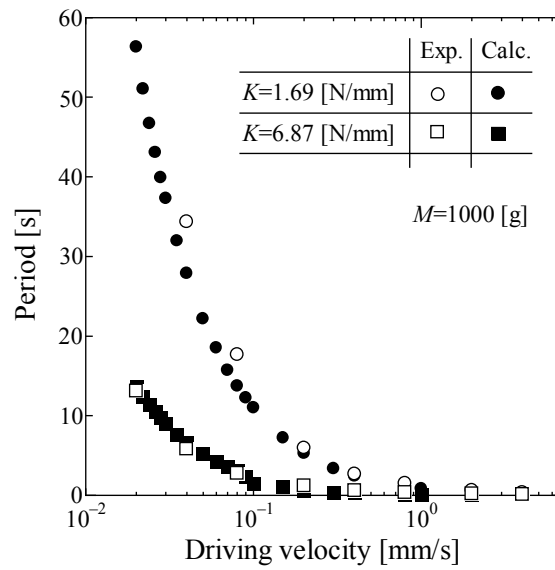 60
50
40
30
20
10
0
Period [s]
Exp. Calc.
K=1.69 [N/mm]
K=6.87 [N/mm]
M=1000 [g]
10⁻² 10⁻¹ 10⁰
Driving velocity [mm/s]